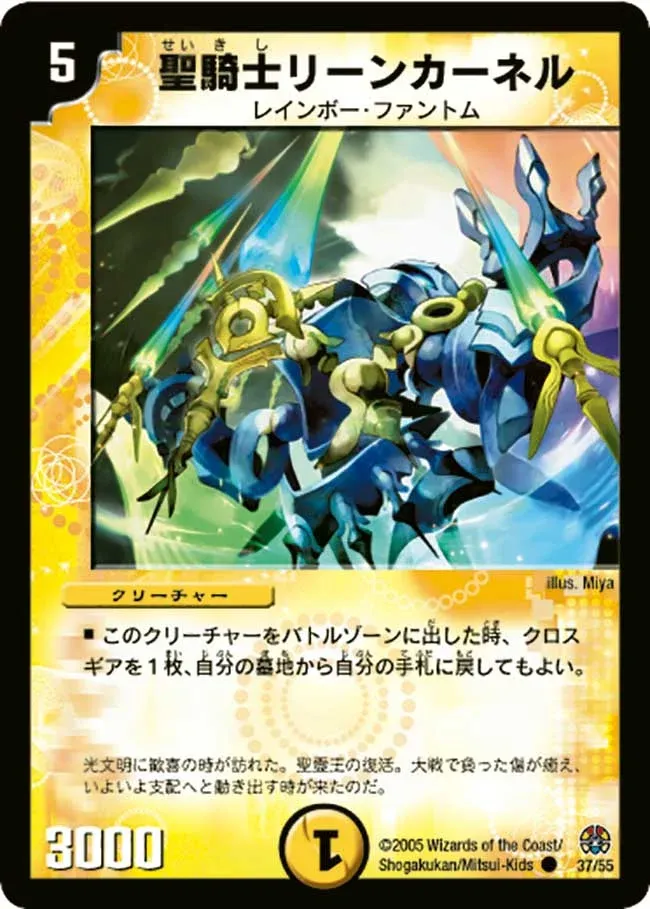 5
せいきし
聖騎士リーンカーネル
レインボー・ファントム
illus. Miya
クリーチャー
■ このクリーチャーをバトルゾーンに出した時、クロス
ギアを1枚、自分の墓地から自分の手札に戻してもよい。
光文明に歓喜の時が訪れた。聖霊王の復活。大戦で負った傷が癒え、
いよいよ支配へと動き出す時が来たのだ。
3000
1
©2005 Wizards of the Coast/
Shogakukan/Mitsui-Kids ● 37/55